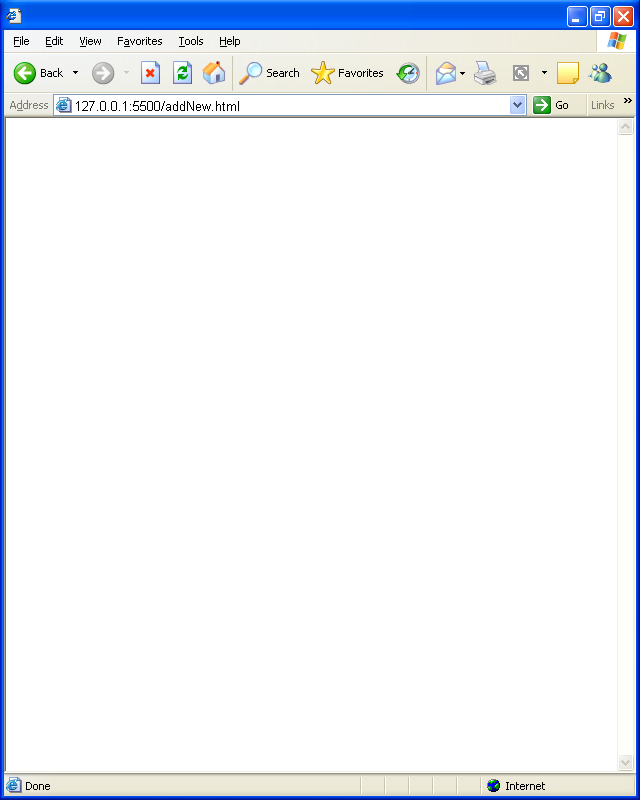 File Edit View Favorites Tools Help
Back Search Favorites
Address 127.0.0.1:5500/addNew.html Go Links »
Done Internet